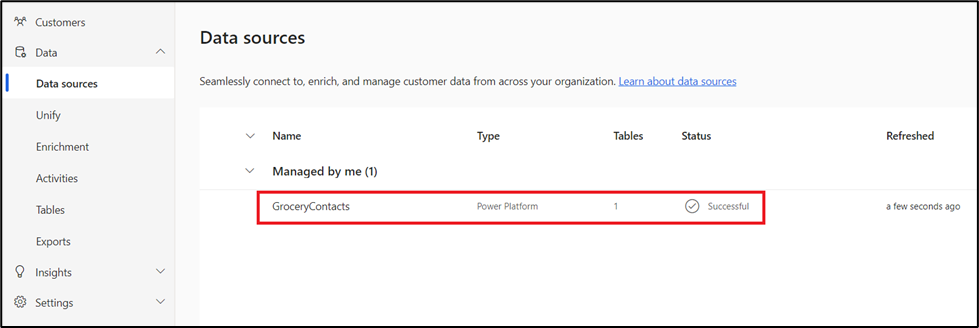 Customers
Data
Data sources
Unify
Enrichment
Activities
Tables
Exports
Insights
Settings
Data sources
Seamlessly connect to, enrich, and manage customer data from across your organization. Learn about data sources
Name Type Tables Status Refreshed
Managed by me (1)
GroceryContacts Power Platform 1 Successful a few seconds ago